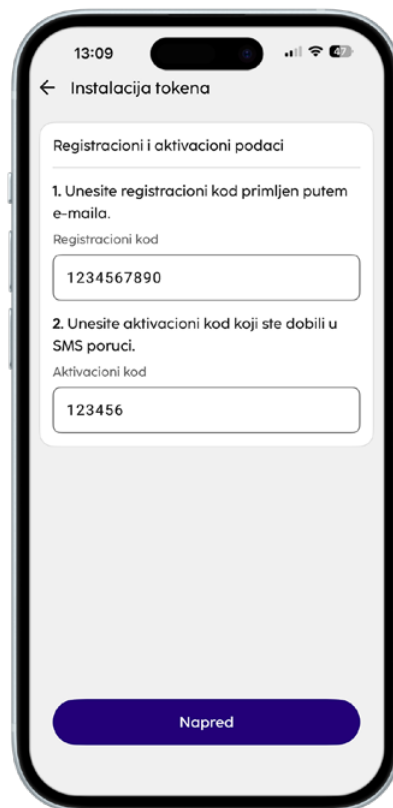 13:09
47
Instalacija tokena
Registracioni i aktivacioni podaci
1. Unesite registracioni kod primljen putem
e-maila.
Registracioni kod
1234567890
2. Unesite aktivacioni kod koji ste dobili u
SMS poruci.
Aktivacioni kod
123456
Napred